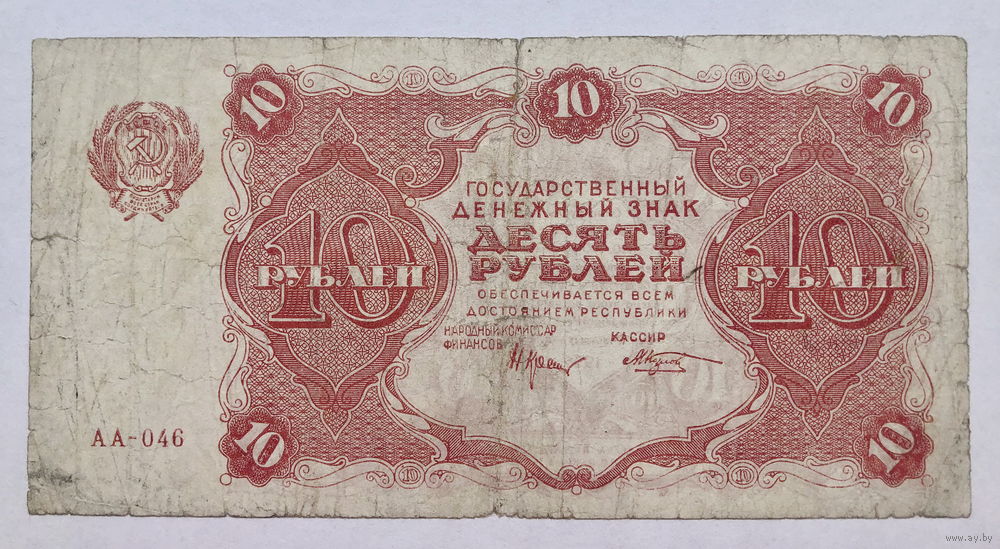 10
10
10
ГОСУДАРСТВЕННЫЙ
ДЕНЕЖНЫЙ ЗНАК
ДЕСЯТЬ
РУБЛЕЙ
10
РУБЛЕЙ
10
РУБЛЕЙ
ОБЕСПЕЧИВАЕТСЯ ВСЕМ
ДОСТОЯНИЕМ РЕСПУБЛИКИ
НАРОДНЫЙ КОМИССАР
ФИНАНСОВ
КАССИР
АА-046
10
10
www.ay.by